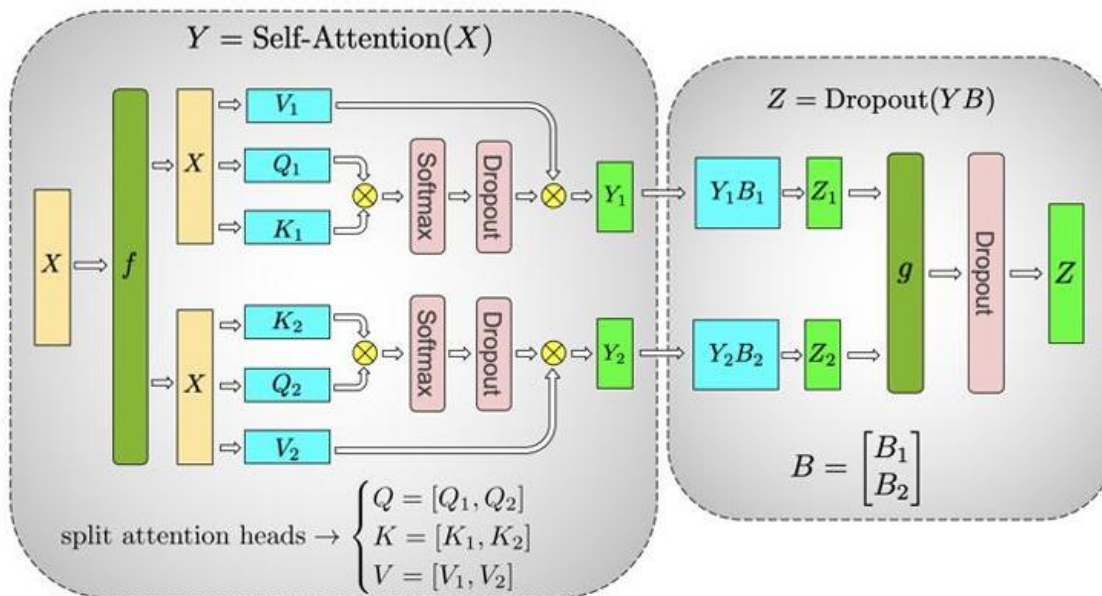 Y = Self-Attention(X)
X
f
X
V₁
Q₁
K₁
Softmax
Dropout
Y₁
X
K₂
Q₂
V₂
Softmax
Dropout
Y₂
split attention heads → { Q = [Q₁, Q₂]
K = [K₁, K₂]
V = [V₁, V₂]
Z = Dropout(YB)
Y₁B₁
Z₁
Y₂B₂
Z₂
g
Dropout
Z
B = [B₁
B₂]